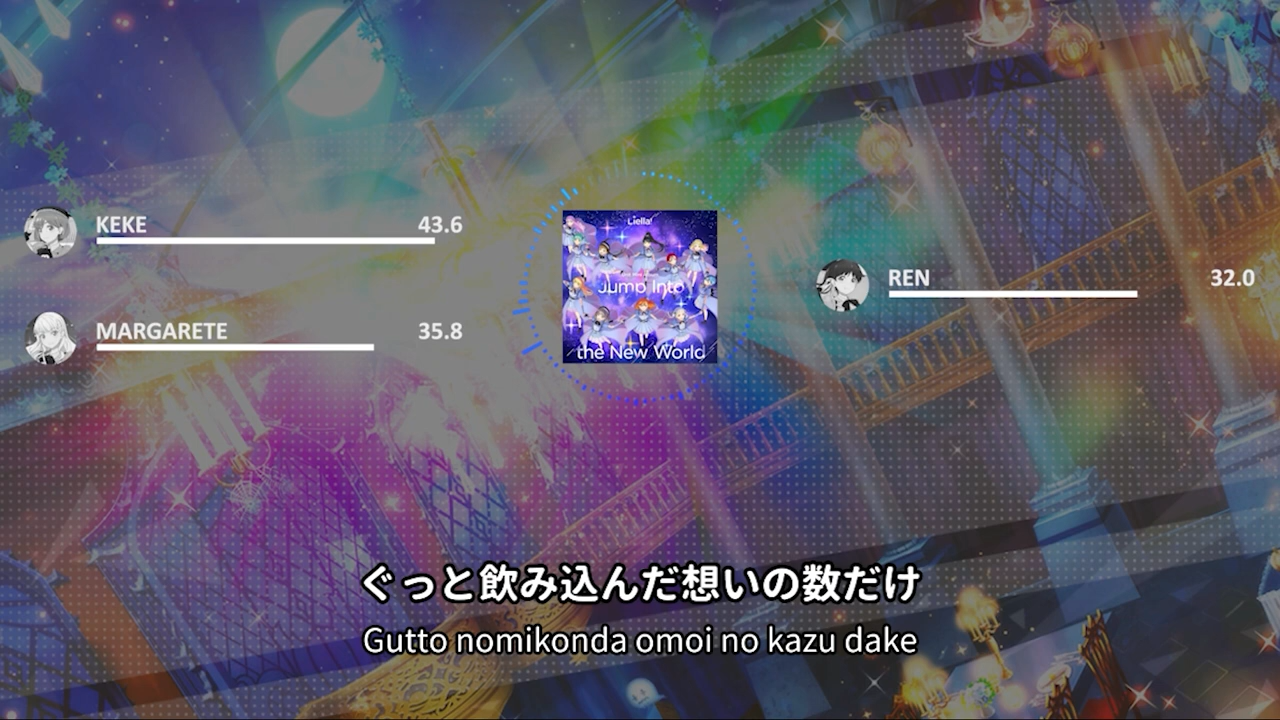 KEKE 43.6
MARGARETE 35.8
Liella!
Jump Into
the New World
REN 32.0
ぐっと飲み込んだ想いの数だけ
Gutto nomikonda omoi no kazu dake